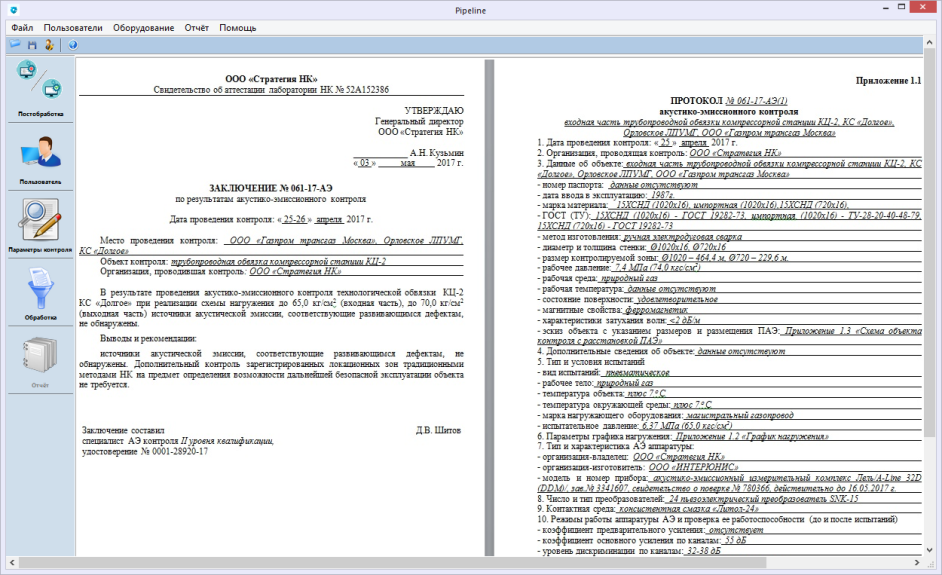 Pipeline
Файл Пользователи Оборудование Отчёт Помощь
Постобработка
Пользователь
Параметры контроля
Обработка
Отчёт
ООО «Стратегия НК»
Свидетельство об аттестации лаборатории НК № 52А152386
УТВЕРЖДАЮ
Генеральный директор
ООО «Стратегия НК»
А.Н. Кузьмин
« 03 » мая 2017 г.
ЗАКЛЮЧЕНИЕ № 061-17-АЭ
по результатам акустико-эмиссионного контроля
Дата проведения контроля: « 25-26 » апреля 2017 г.
Место проведения контроля: ООО «Газпром трансгаз Москва», Орловское ЛПУМГ,
КС «Долгое»
Объект контроля: трубопроводной обвязка компрессорной станции КЦ-2
Организация, проводившая контроль: ООО «Стратегия НК»
В результате проведения акустико-эмиссионного контроля технологической обвязки КЦ-2
КС «Долгое» при реализации схемы нагружения до 65,0 кг/см² (входная часть), до 70,0 кг/см²
(выходная часть) источники акустической эмиссии, соответствующие развивающимся дефектам,
не обнаружены.
Выводы и рекомендации:
источники акустической эмиссии, соответствующие развивающимся дефектам, не
обнаружены. Дополнительный контроль зарегистрированных локационных зон традиционными
методами НК на предмет определения возможности дальнейшей безопасной эксплуатации объекта
не требуется.
Заключение составил Д.В. Шитов
специалист АЭ контроля II уровня квалификации,
удостоверение № 0001-28920-17
Приложение 1.1
ПРОТОКОЛ № 061-17-АЭ(1)
акустико-эмиссионного контроля
входная часть трубопроводной обвязки компрессорной станции КЦ-2, КС «Долгое»,
Орловское ЛПУМГ, ООО «Газпром трансгаз Москва»
1. Дата проведения контроля: « 25 » апреля 2017 г.
2. Организация, проводящая контроль: ООО «Стратегия НК»
3. Данные об объекте: входная часть трубопроводной обвязки компрессорной станции КЦ-2, КС
«Долгое», Орловское ЛПУМГ, ООО «Газпром трансгаз Москва»
- номер паспорта: данные отсутствуют
- дата ввода в эксплуатацию: 1987г.
- марка материала: 15ХСНД (1020х16), импортная (1020х16),15ХСНД (720х16),
- ГОСТ (ТУ): 15ХСНД (1020х16) - ГОСТ 19282-73, импортная (1020х16) - ТУ-28-20-40-48-79,
15ХСНД (720х16) - ГОСТ 19282-73
- метод изготовления: ручная электродуговая сварка
- диаметр и толщина стенки: Ø1020х16, Ø720х16
- размер контролируемой зоны: Ø1020 – 464,4 м, Ø720 – 229,6 м.
- рабочее давление: 7,4 МПа (74,0 кгс/см²)
- рабочая среда: природный газ
- рабочая температура: данные отсутствуют
- состояние поверхности: удовлетворительное
- магнитные свойства: ферромагнетик
- характеристики затухания волн: <2 дБ/м
- эскиз объекта с указанием размеров и размещения ПАЭ: Приложение 1.3 «Схема объекта
контроля с расстановкой ПАЭ»
4. Дополнительные сведения об объекте: данные отсутствуют
5. Тип и условия испытаний
- вид испытаний: пневматическое
- рабочее тело: природный газ
- температура объекта: плюс 7 º С
- температура окружающей среды: плюс 7 º С
- марка нагружающего оборудования: магистральный газопровод
- испытательное давление: 6,37 МПа (65,0 кгс/см²)
6. Параметры графика нагружения: Приложение 1.2 «График нагружения»
7. Тип и характеристика АЭ аппаратуры:
- организация-владелец: ООО «Стратегия НК»
- организация-изготовитель: ООО «ИНТЕРЮНИС»
- модель и номер прибора: акустико-эмиссионный измерительный комплекс Лель/A-Line 32D
(DDM)/, зав.№ 3341607, свидетельство о поверке № 780366, действительно до 16.05.2017 г.
8. Число и тип преобразователей: 24 пьезоэлектрический преобразователь SNK-15
9. Контактная среда: консистентная смазка «Литол-24»
10. Режимы работы аппаратуры АЭ и проверка ее работоспособности (до и после испытаний)
- коэффициент предварительного усиления: отсутствует
- коэффициент основного усиления по каналам: 55 дБ
- уровень дискриминации по каналам: 32-38 дБ